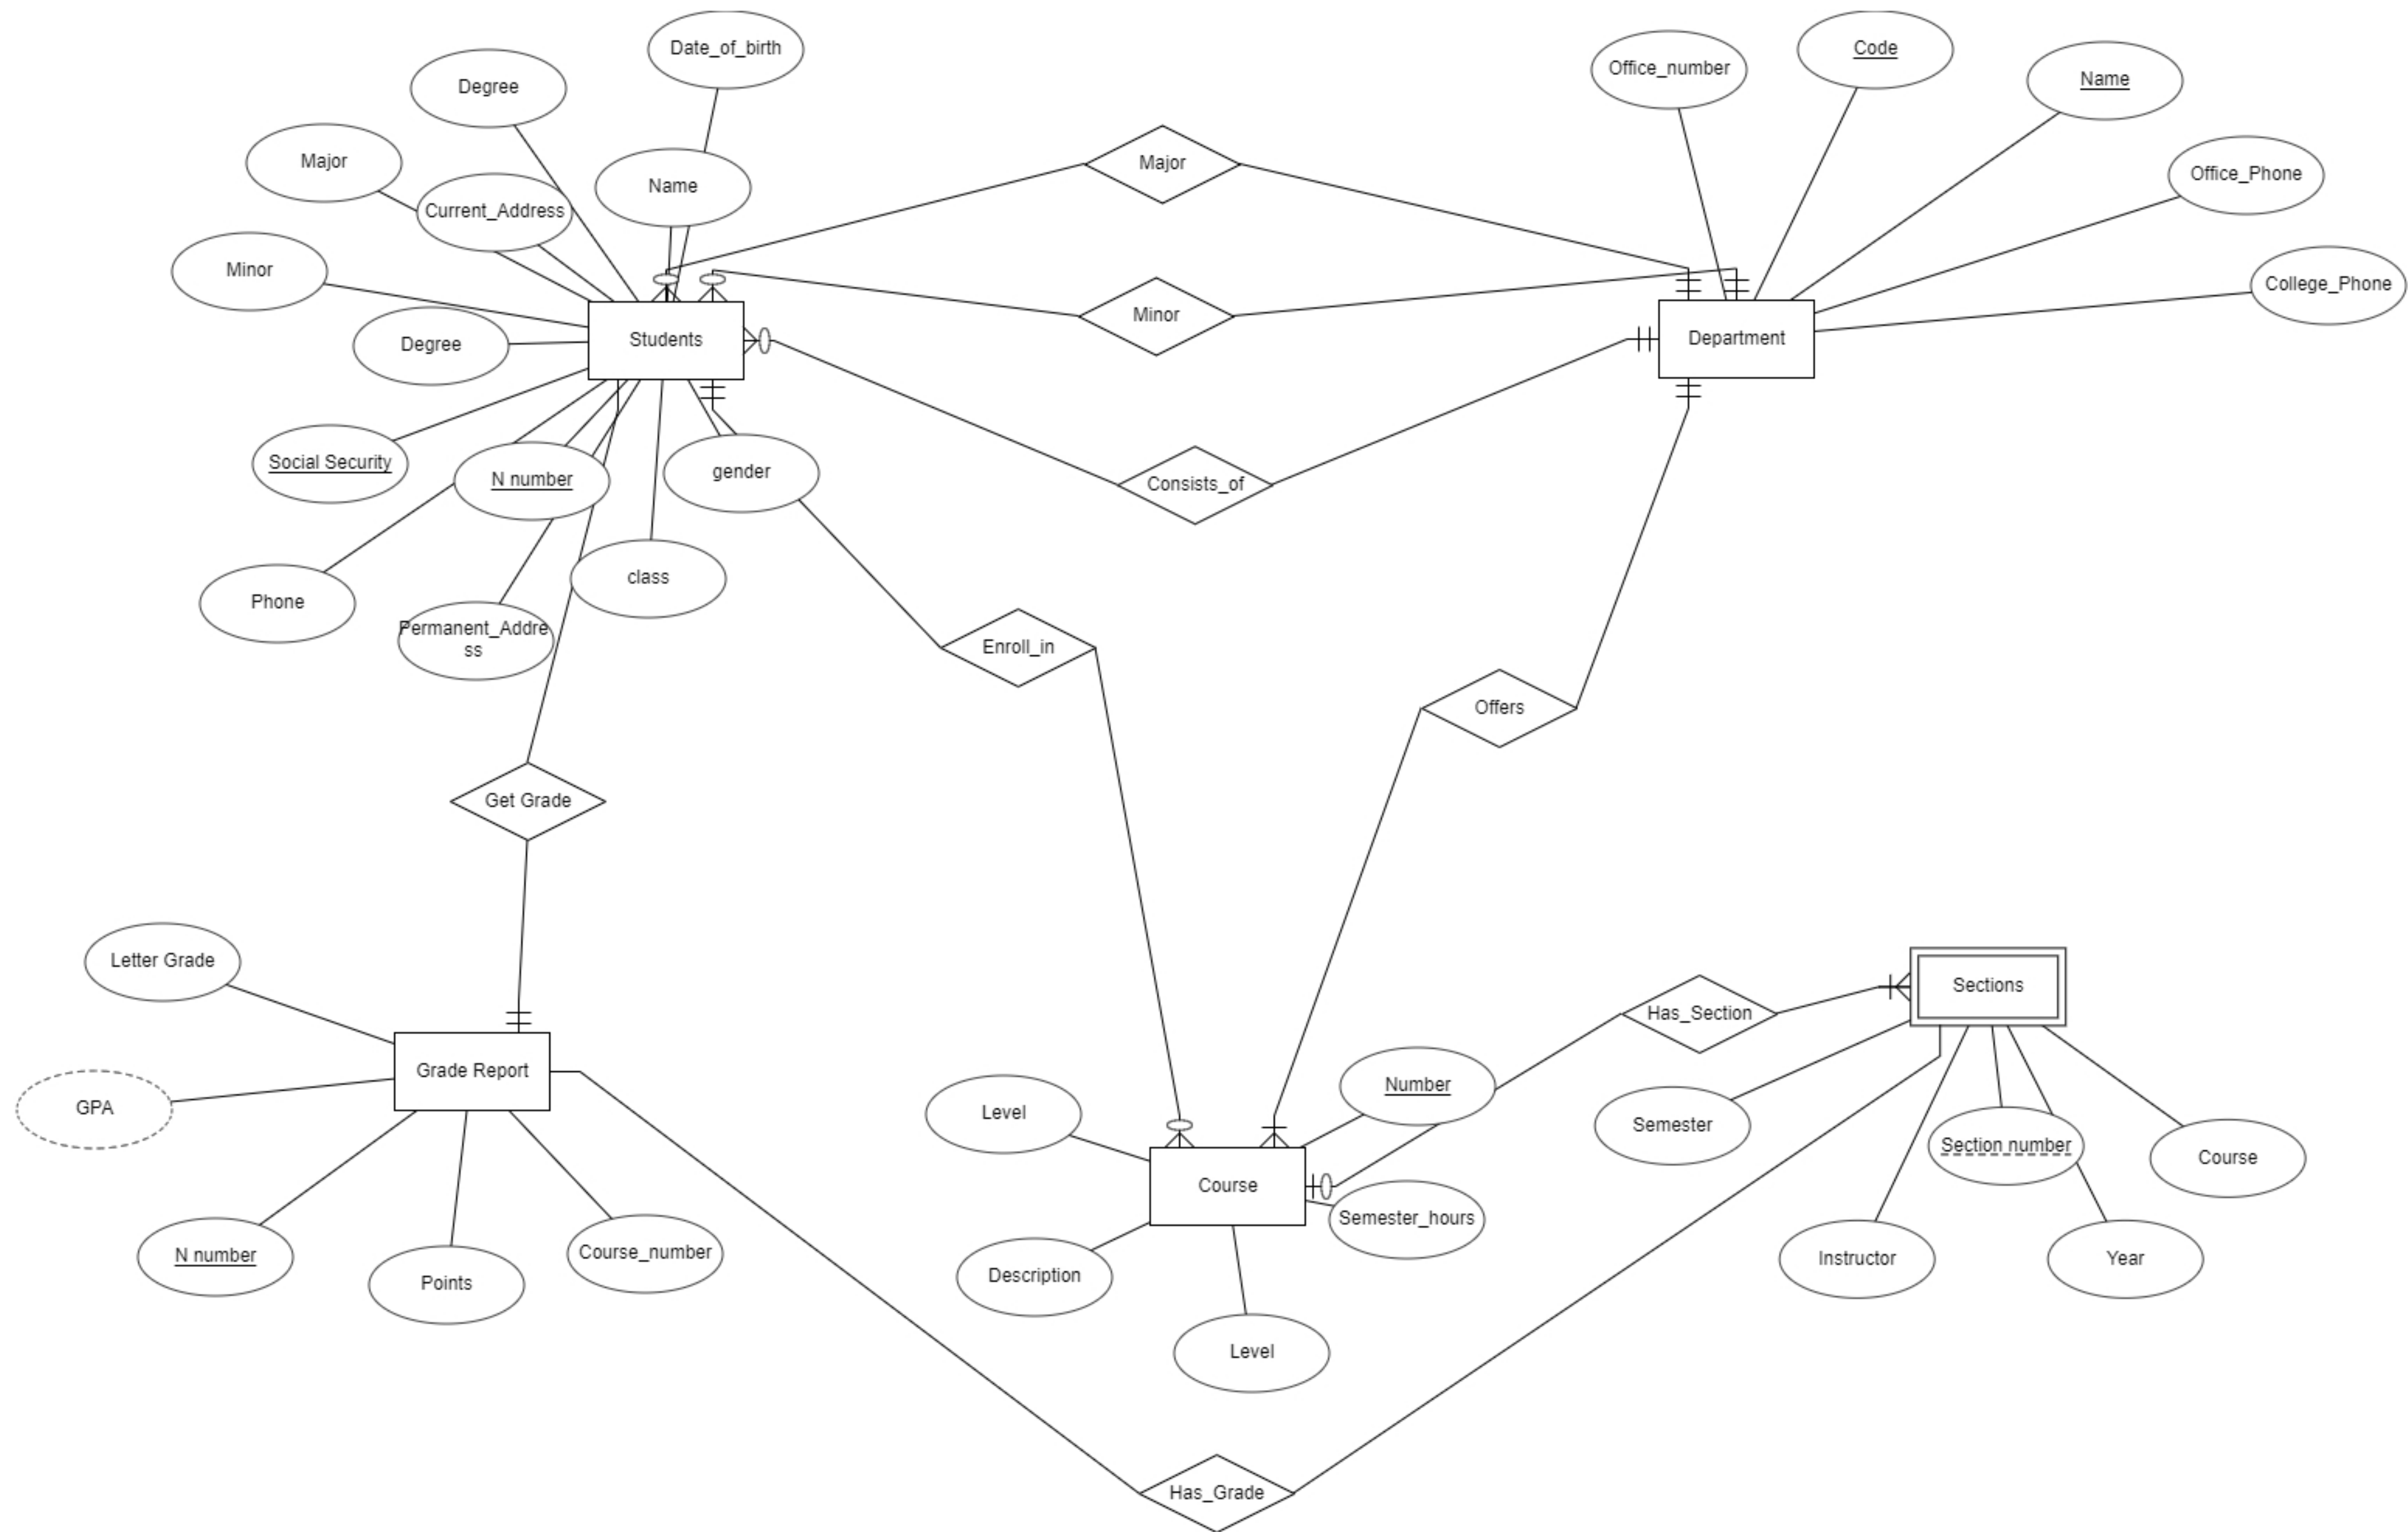 Date_of_birth
Degree
Major
Current_Address
Name
Minor
Degree
Students
Social Security
N number
gender
Phone
class
Permanent_Addre
ss
Major
Minor
Consists_of
Office_number
Code
Name
Office_Phone
College_Phone
Department
Enroll_in
Offers
Get Grade
Letter Grade
GPA
Grade Report
N number
Points
Course_number
Level
Number
Course
Semester_hours
Description
Level
Has_Section
Sections
Semester
Section number
Course
Instructor
Year
Has_Grade